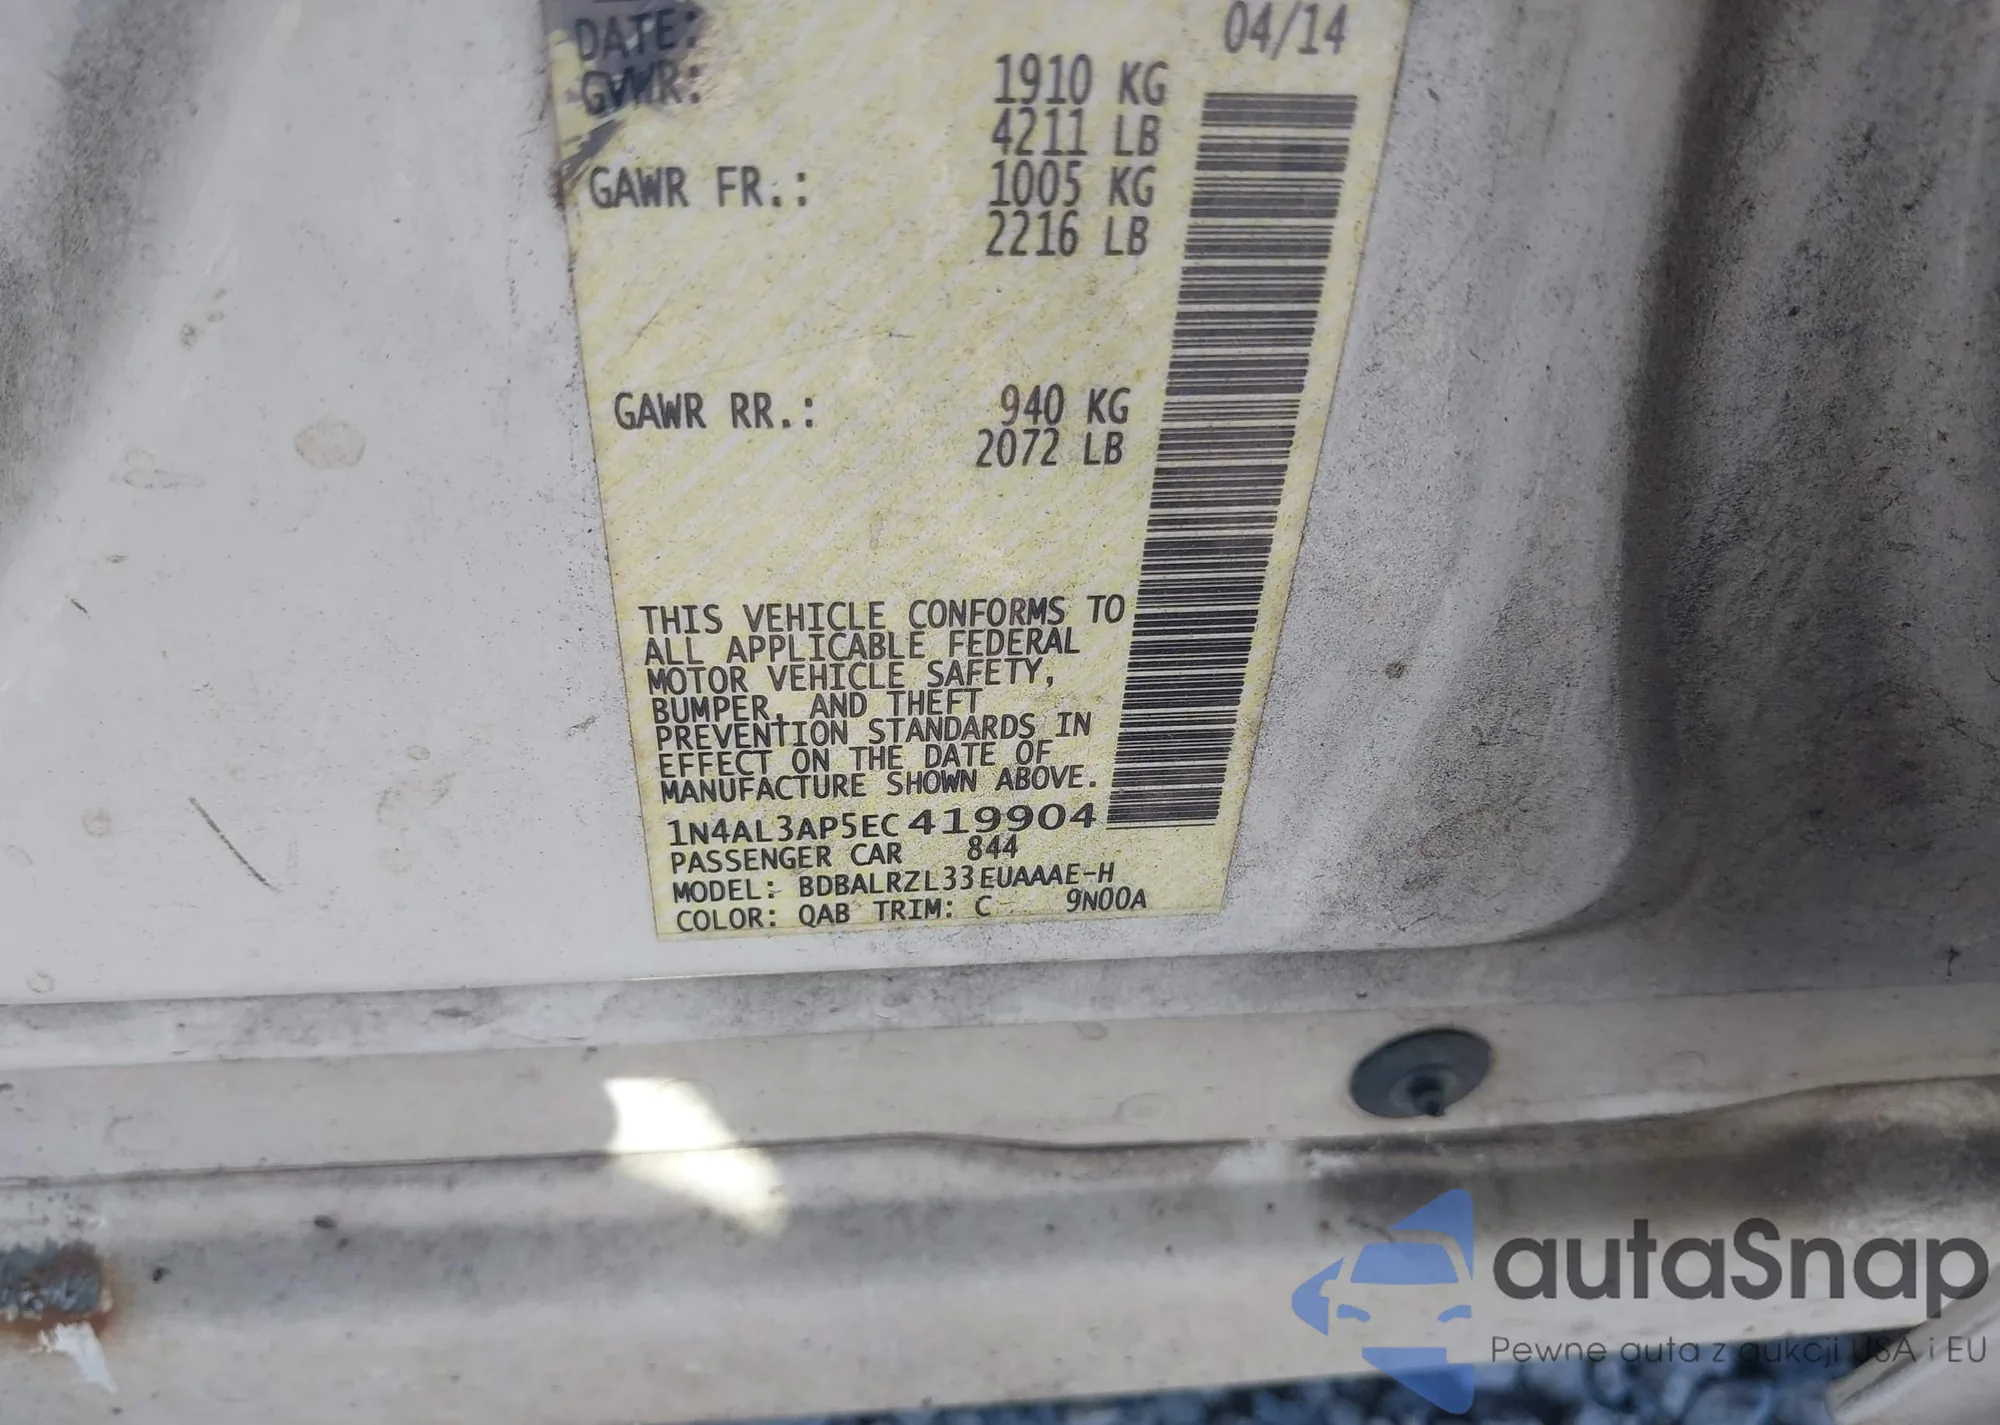 DATE: 04/14
GVWR: 1910 KG
4211 LB
GAWR FR.: 1005 KG
2216 LB
GAWR RR.: 940 KG
2072 LB
THIS VEHICLE CONFORMS TO
ALL APPLICABLE FEDERAL
MOTOR VEHICLE SAFETY,
BUMPER, AND THEFT
PREVENTION STANDARDS IN
EFFECT ON THE DATE OF
MANUFACTURE SHOWN ABOVE.
1N4AL3AP5EC419904
PASSENGER CAR 844
MODEL: BDBALRZL33EUAAAE-H
COLOR: QAB TRIM: C 9N00A
autaSnap
Pewne auta z aukcji USA i EU